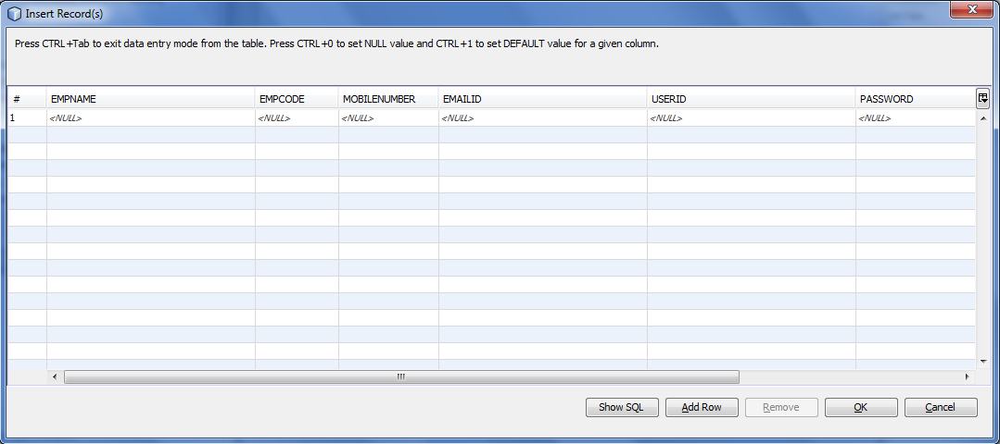 Insert Record(s)
Press CTRL+Tab to exit data entry mode from the table. Press CTRL+0 to set NULL value and CTRL+1 to set DEFAULT value for a given column.
# EMPNAME EMPCODE MOBILENUMBER EMAILID USERID PASSWORD
1 <NULL> <NULL> <NULL> <NULL> <NULL> <NULL>
Show SQL Add Row Remove OK Cancel